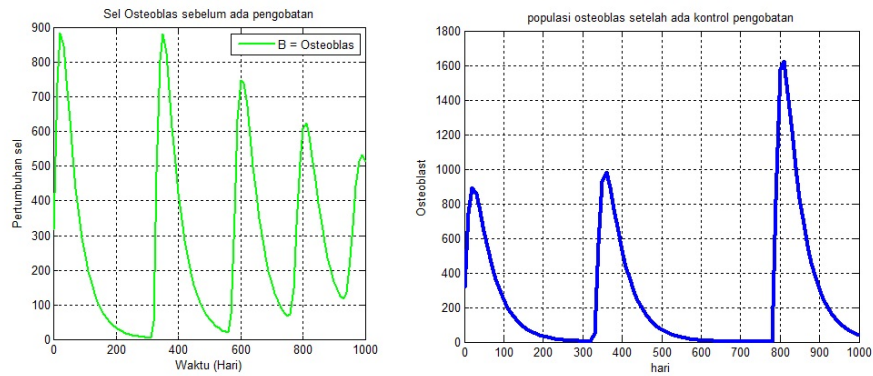 Sel Osteoblas sebelum ada pengobatan
900
800
700
600
500
400
300
200
100
0
Pertumbuhan sel
B = Osteoblas
0 200 400 600 800 1000
Waktu (Hari)
populasi osteoblas setelah ada kontrol pengobatan
1800
1600
1400
1200
1000
800
600
400
200
0
Osteoblast
0 100 200 300 400 500 600 700 800 900 1000
hari